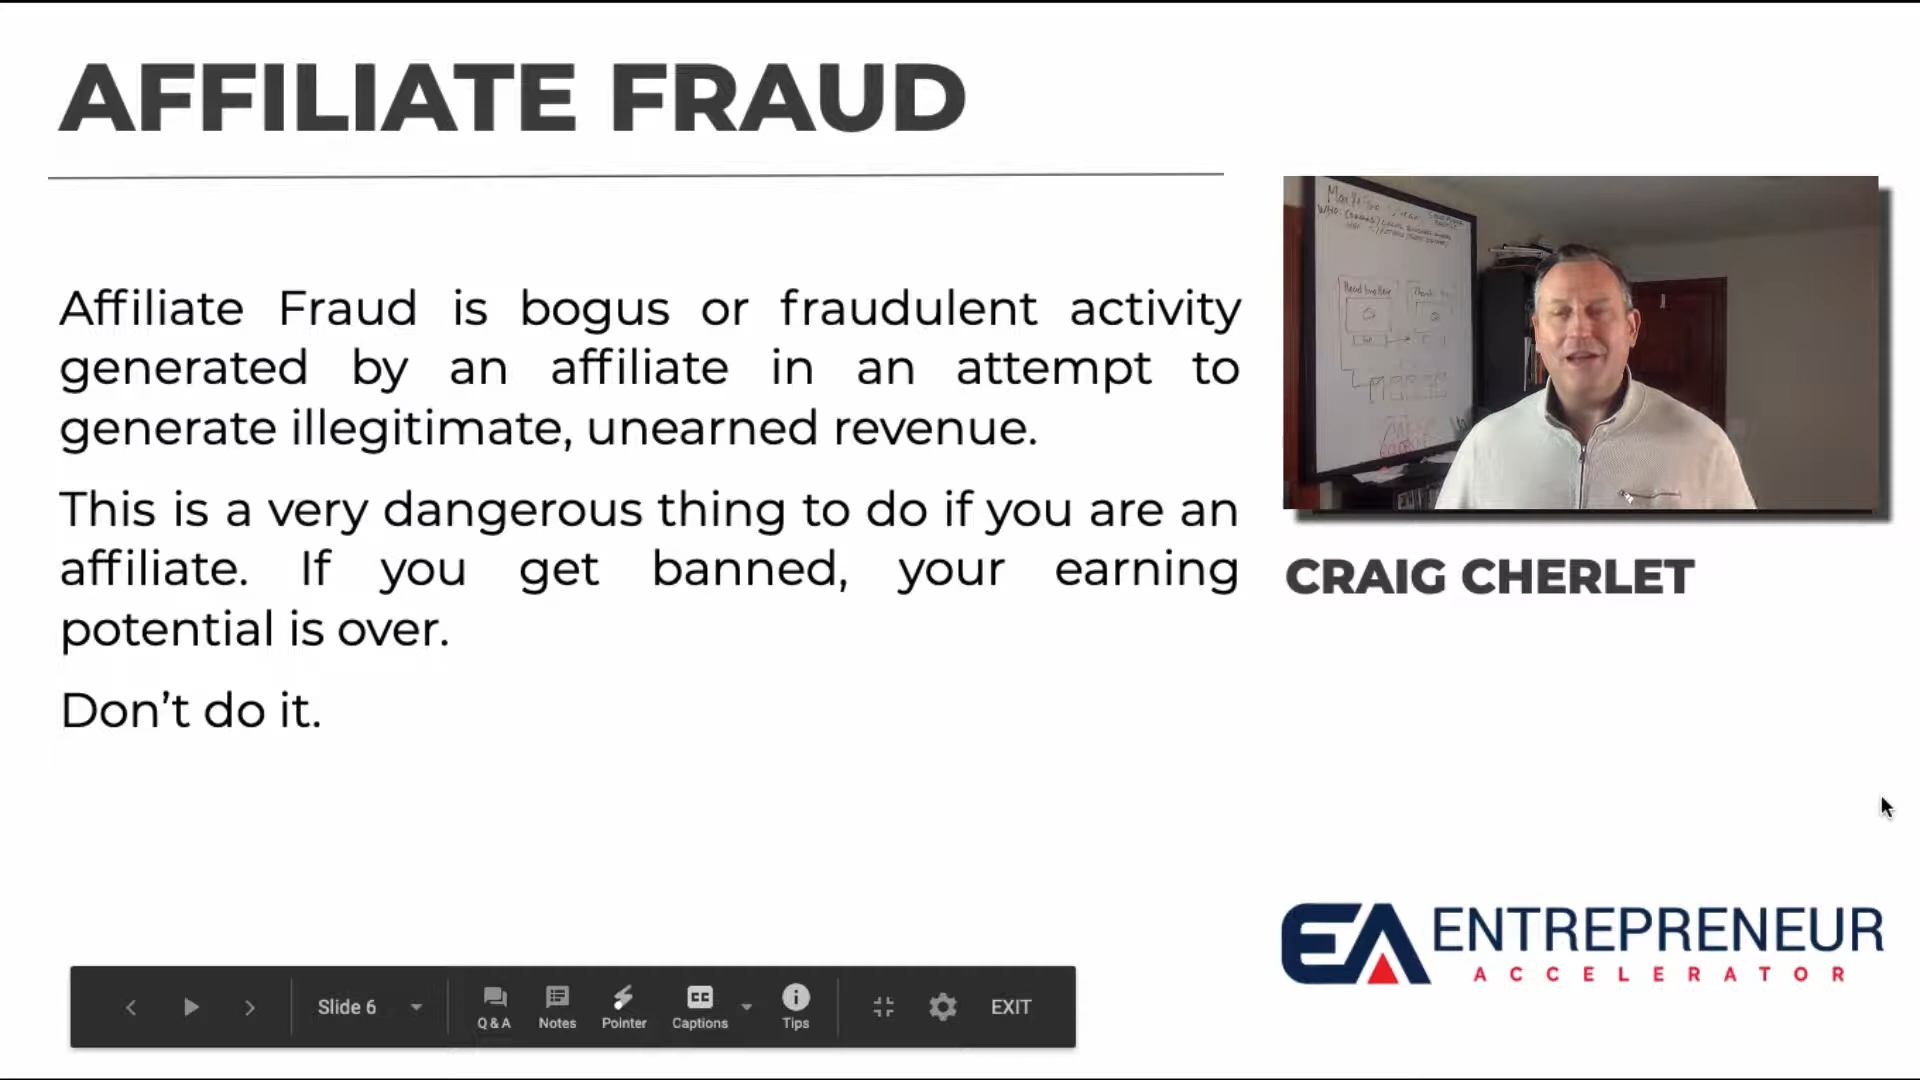 AFFILIATE FRAUD
Affiliate Fraud is bogus or fraudulent activity
generated by an affiliate in an attempt to
generate illegitimate, unearned revenue.
This is a very dangerous thing to do if you are an
affiliate. If you get banned, your earning
potential is over.
Don’t do it.
CRAIG CHERLET
EA ENTREPRENEUR
ACCELERATOR
Slide 6
Q & A
Notes
Pointer
CC
Captions
Tips
EXIT